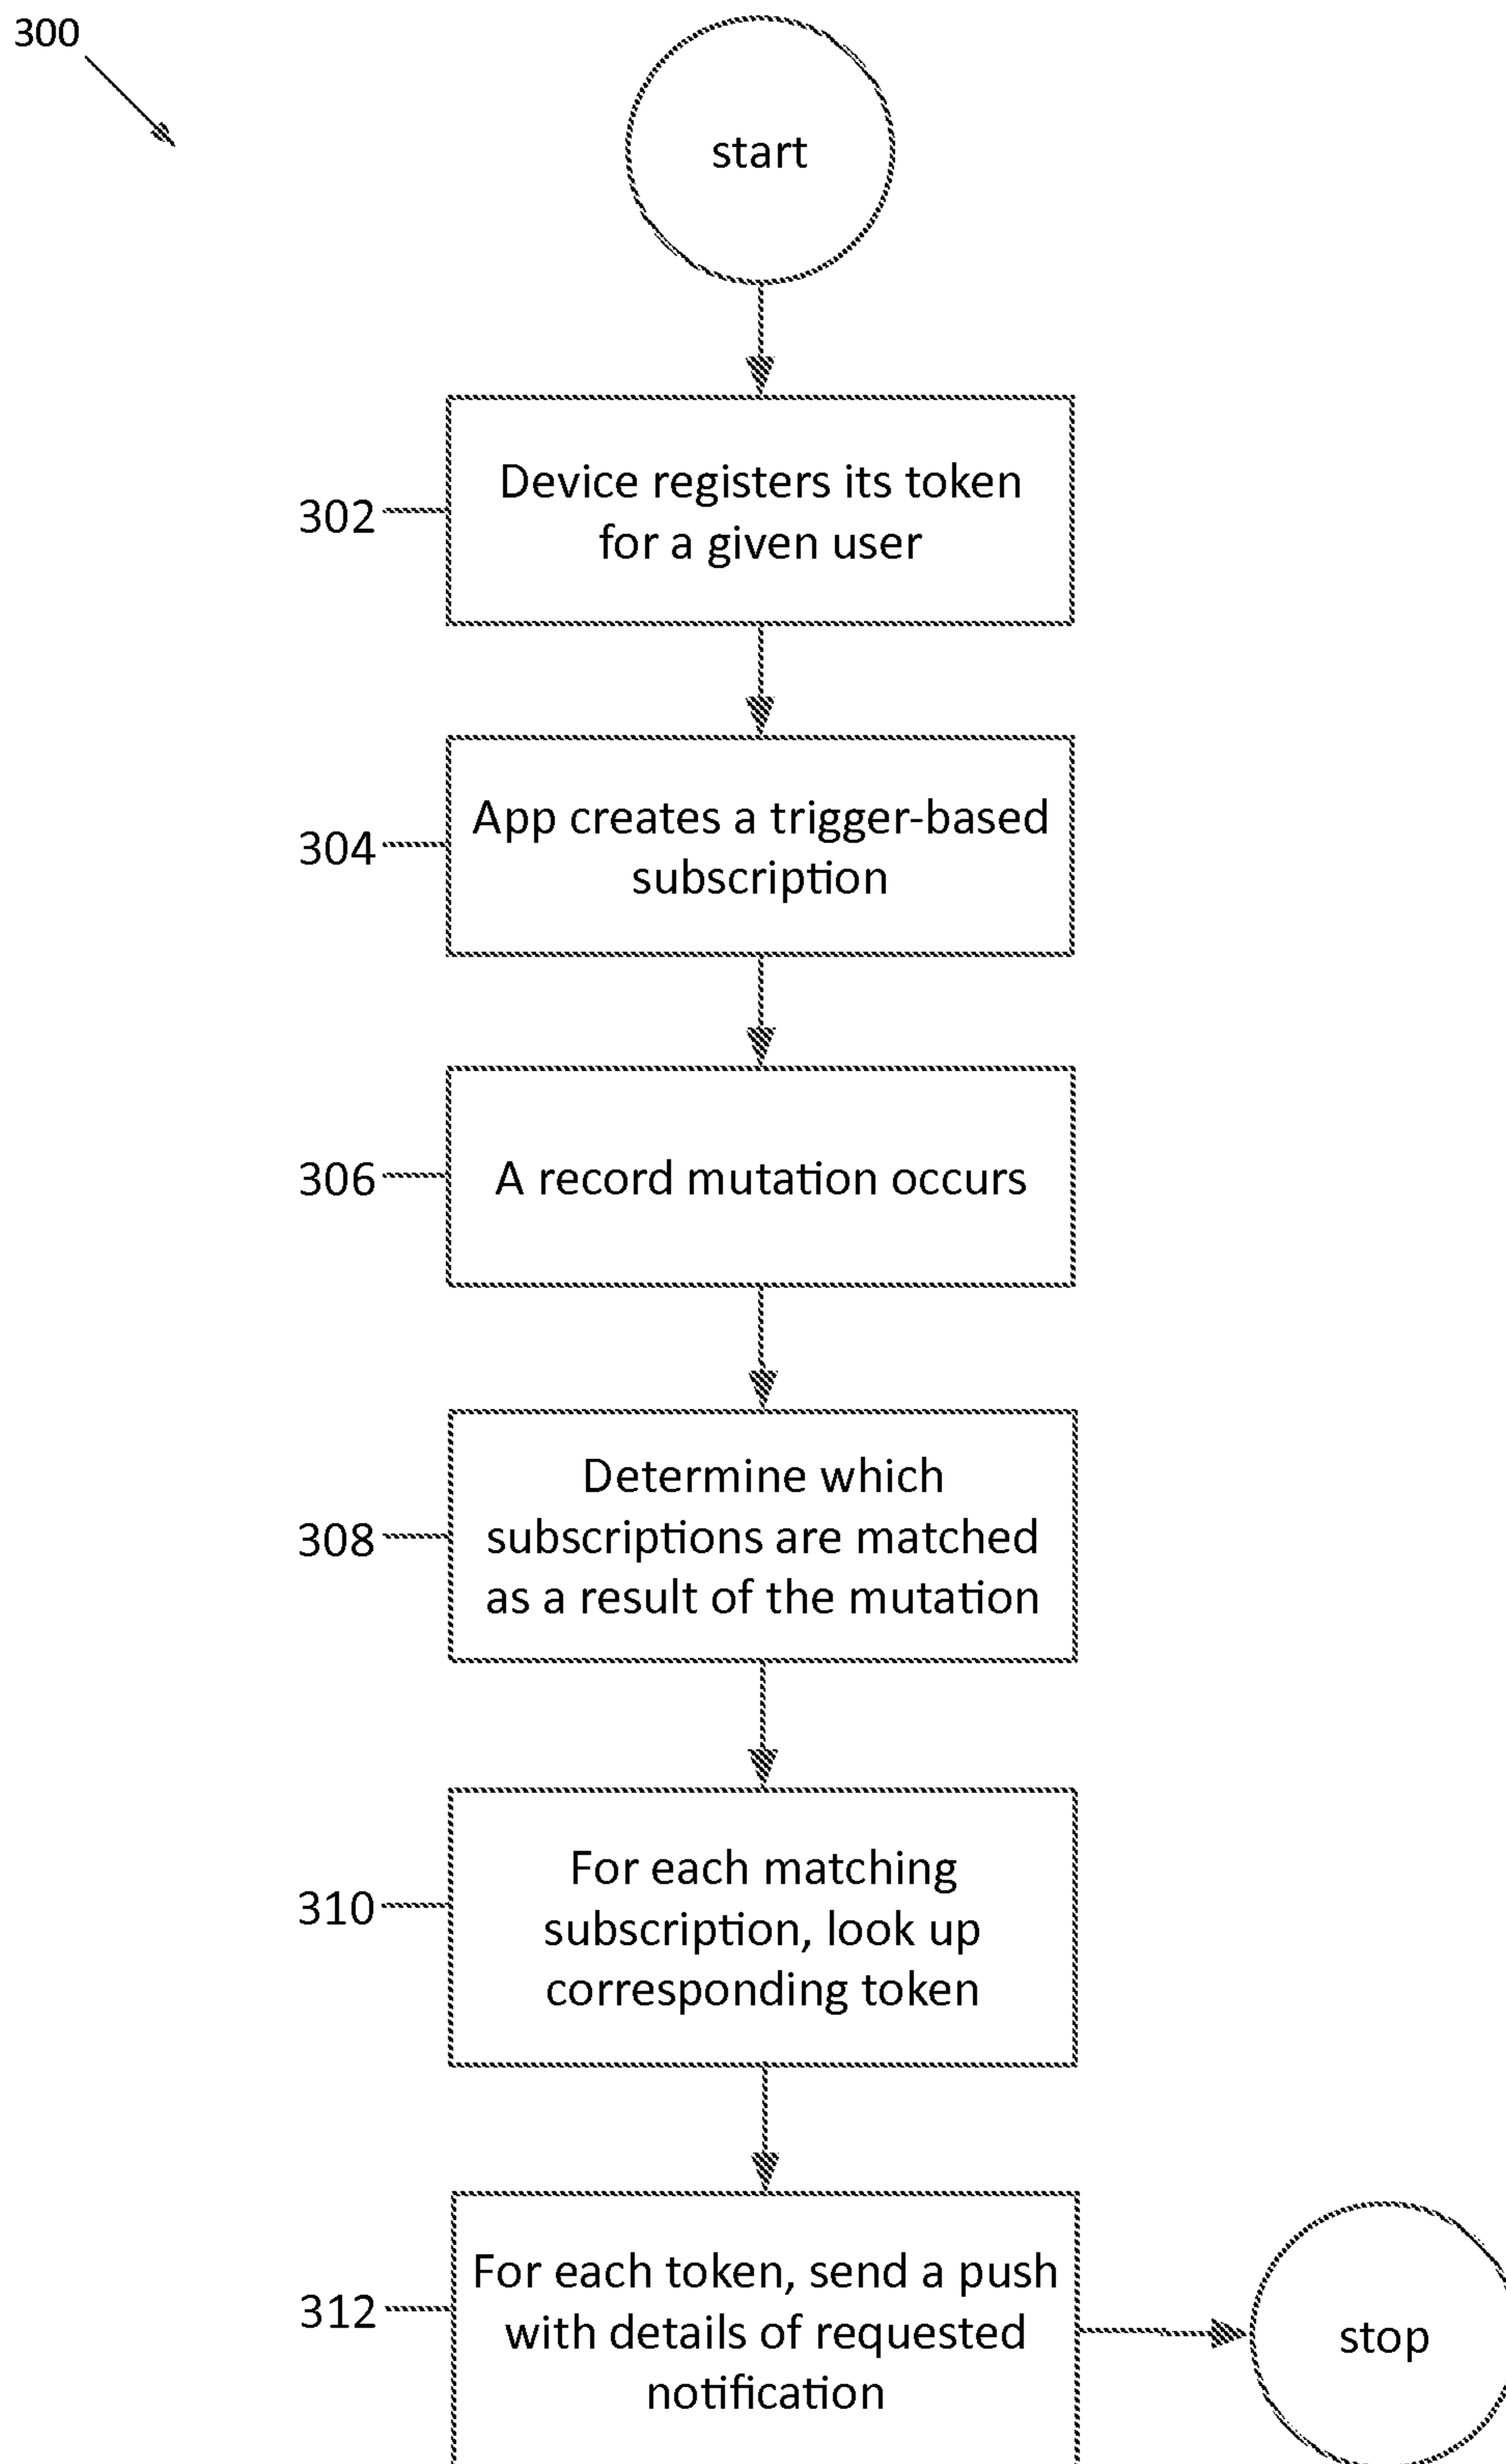 300
start
302
Device registers its token
for a given user
304
App creates a trigger-based
subscription
306
A record mutation occurs
308
Determine which
subscriptions are matched
as a result of the mutation
310
For each matching
subscription, look up
corresponding token
312
For each token, send a push
with details of requested
notification
stop